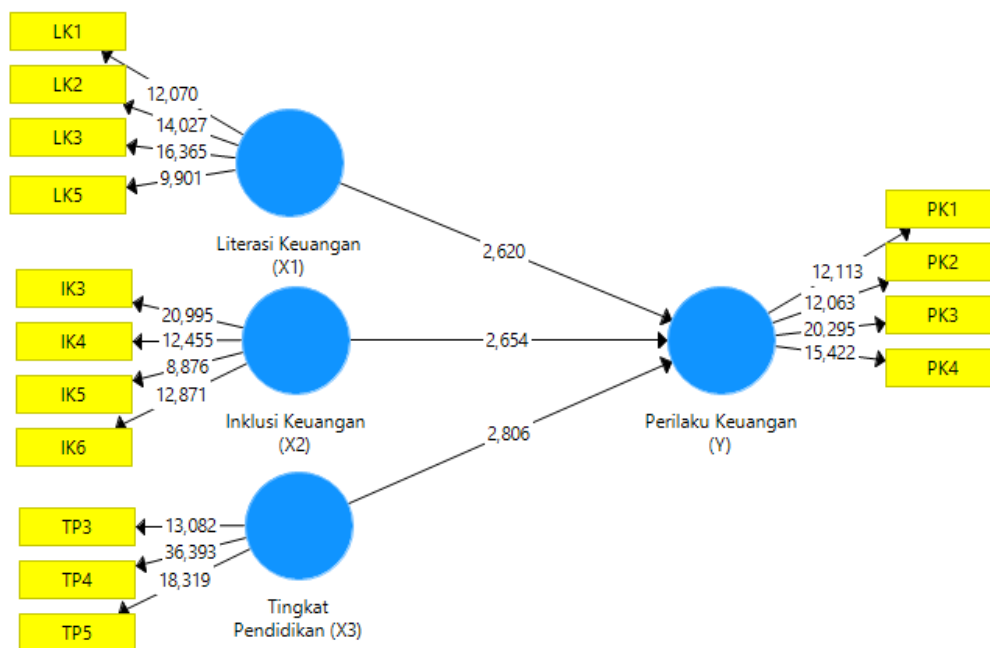 LK1
LK2
LK3
LK5
12,070
14,027
16,365
9,901
Literasi Keuangan
(X1)
2,620
IK3
IK4
IK5
IK6
20,995
12,455
8,876
12,871
Inklusi Keuangan
(X2)
2,654
TP3
TP4
TP5
13,082
36,393
18,319
Tingkat
Pendidikan (X3)
2,806
Perilaku Keuangan
(Y)
12,113
12,063
20,295
15,422
PK1
PK2
PK3
PK4